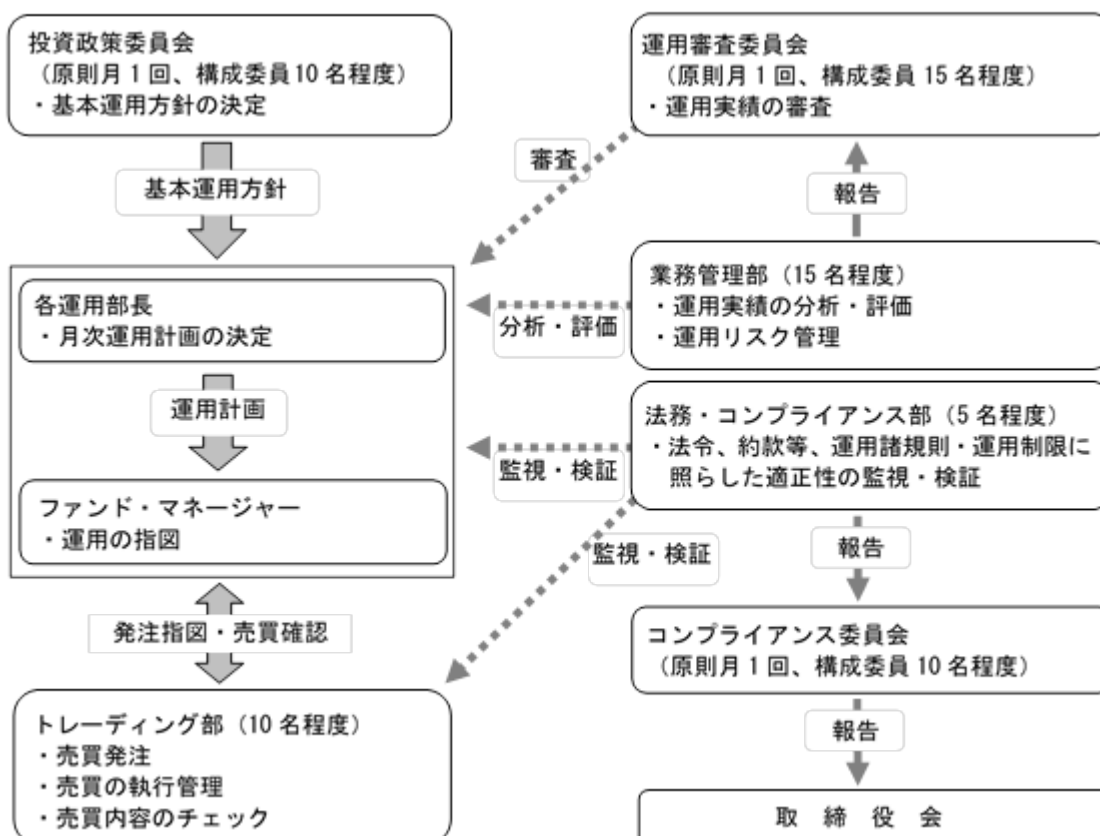 投資政策委員会
（原則月１回、構成委員10 名程度）
・基本運用方針の決定
基本運用方針
各運用部長
・月次運用計画の決定
運用計画
ファンド・マネージャー
・運用の指図
発注指図・売買確認
トレーディング部（10 名程度）
・売買発注
・売買の執行管理
・売買内容のチェック
運用審査委員会
（原則月１回、構成委員 15 名程度）
・運用実績の審査
審査
報告
業務管理部（15 名程度）
・運用実績の分析・評価
・運用リスク管理
分析・評価
法務・コンプライアンス部（5 名程度）
・法令、約款等、運用諸規則・運用制限に
照らした適正性の監視・検証
監視・検証
監視・検証
報告
コンプライアンス委員会
（原則月１回、構成委員 10 名程度）
報告
取 締 役 会